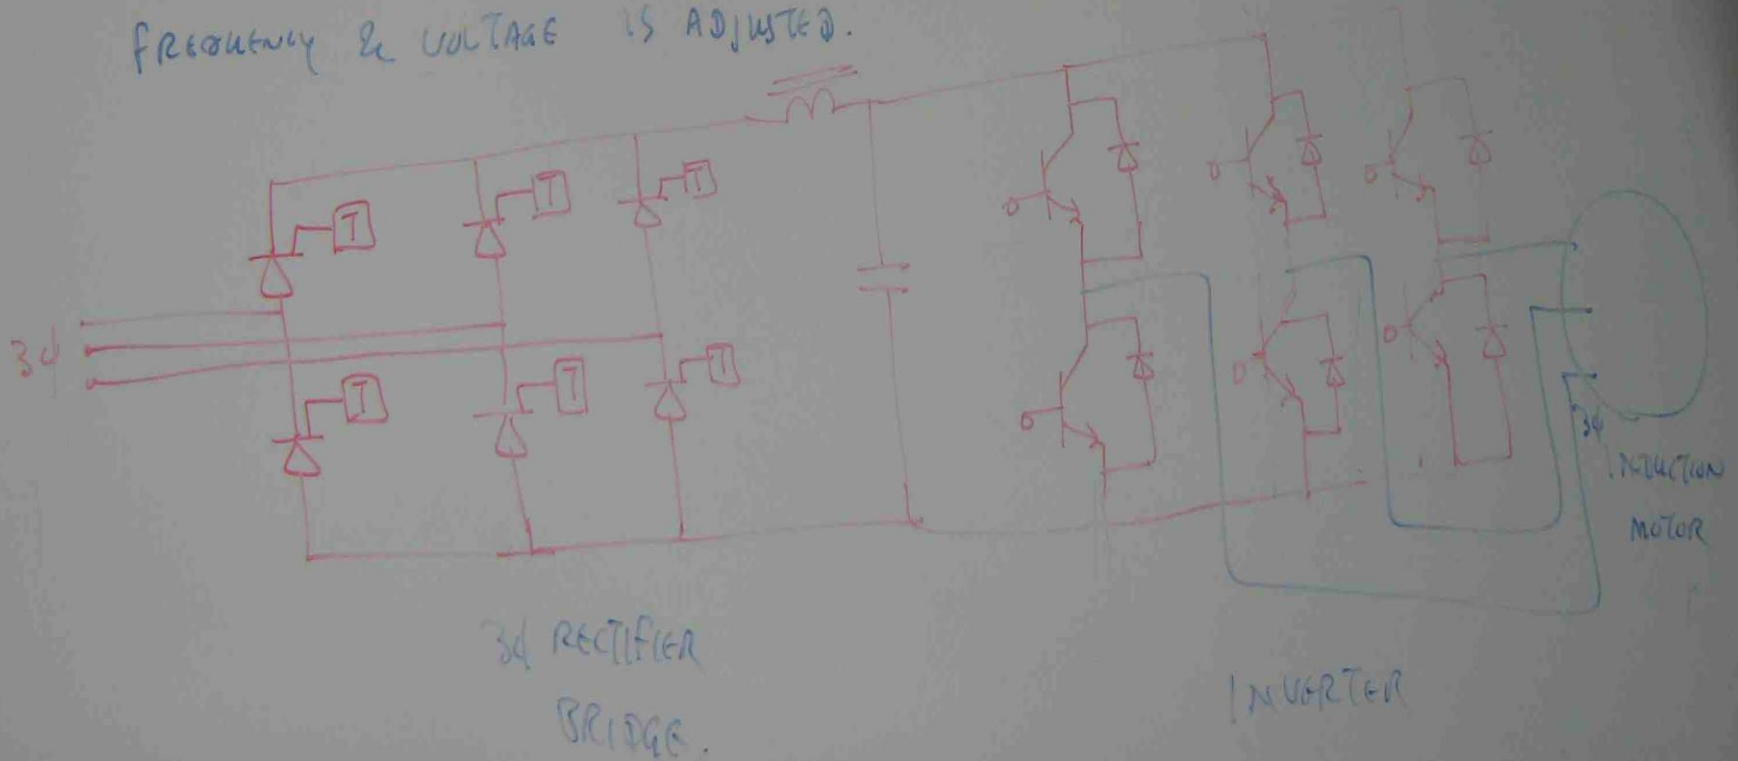 FREQUENCY & VOLTAGE IS ADJUSTED.
T
T
T
3φ
T
T
T
3φ
INDUCTION
MOTOR
3φ RECTIFIER
BRIDGE.
INVERTER